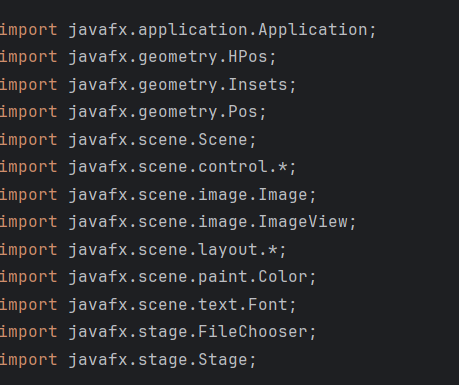 import javafx.application.Application;
import javafx.geometry.HPos;
import javafx.geometry.Insets;
import javafx.geometry.Pos;
import javafx.scene.Scene;
import javafx.scene.control.*;
import javafx.scene.image.Image;
import javafx.scene.image.ImageView;
import javafx.scene.layout.*;
import javafx.scene.paint.Color;
import javafx.scene.text.Font;
import javafx.stage.FileChooser;
import javafx.stage.Stage;